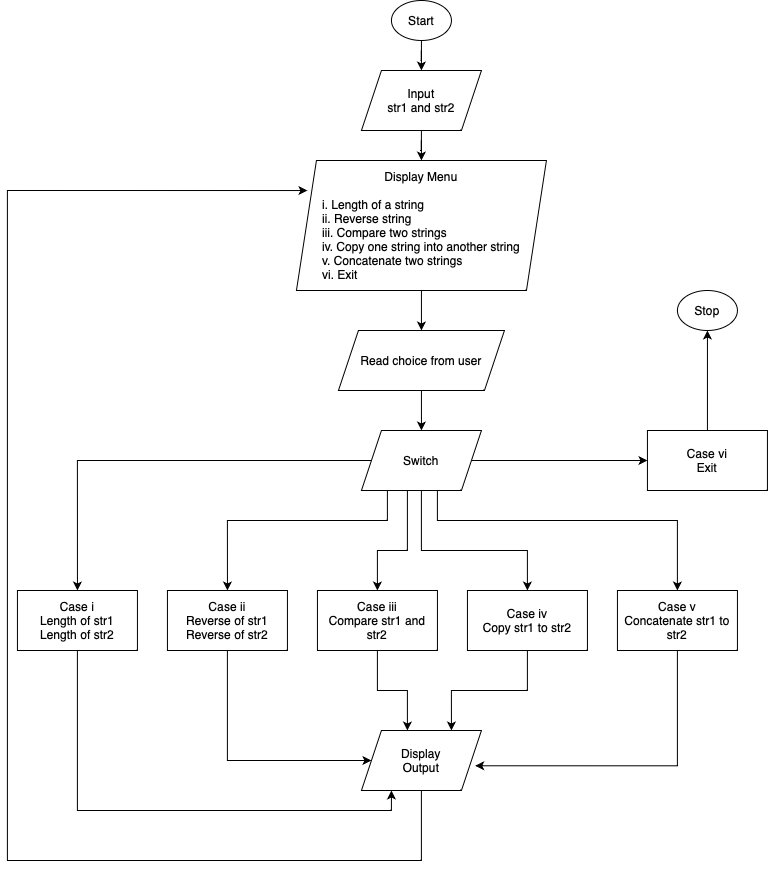 Start
Input
str1 and str2
Display Menu
i. Length of a string
ii. Reverse string
iii. Compare two strings
iv. Copy one string into another string
v. Concatenate two strings
vi. Exit
Stop
Read choice from user
Switch
Case vi
Exit
Case i
Length of str1
Length of str2
Case ii
Reverse of str1
Reverse of str2
Case iii
Compare str1 and
str2
Case iv
Copy str1 to str2
Case v
Concatenate str1 to
str2
Display
Output